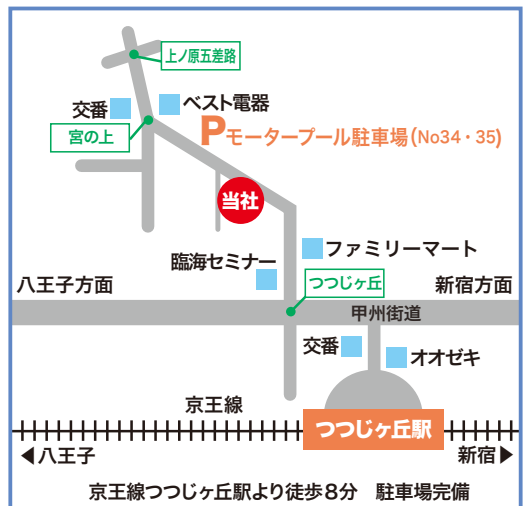 上ノ原五差路
交番
ベスト電器
宮の上
Pモータープール駐車場(No34・35)
当社
臨海セミナー
ファミリーマート
八王子方面
つつじヶ丘
新宿方面
甲州街道
交番
オオゼキ
京王線
つつじヶ丘駅
◀八王子
新宿▶
京王線つつじヶ丘駅より徒歩8分 駐車場完備